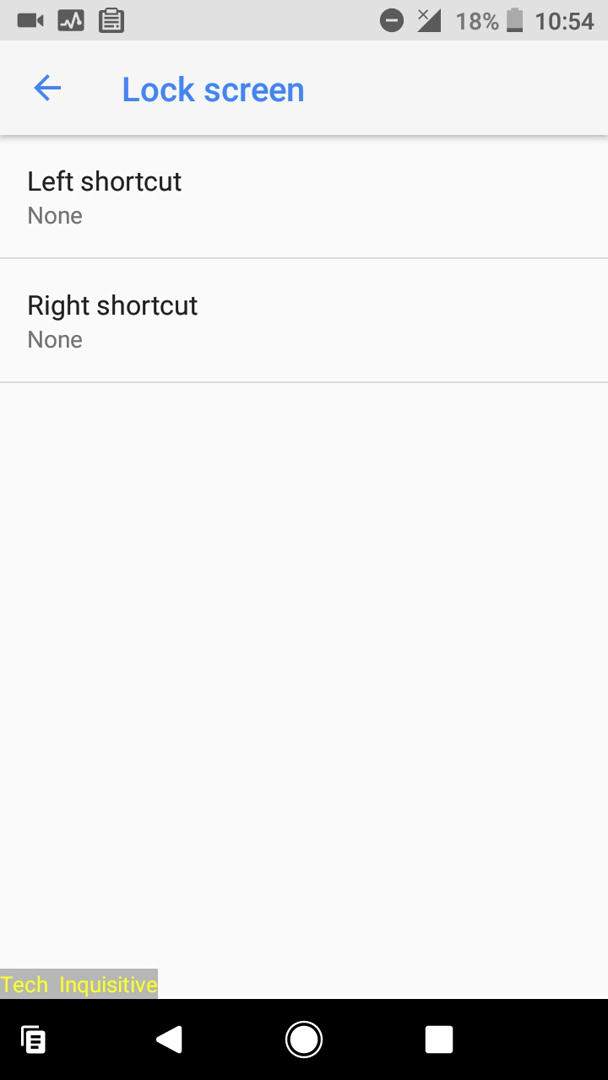 18% 10:54
Lock screen
Left shortcut
None
Right shortcut
None
Tech Inquisitive